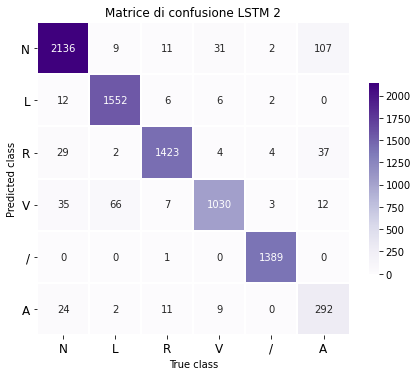 Matrice di confusione LSTM 2
N 2136 9 11 31 2 107
L 12 1552 6 6 2 0
R 29 2 1423 4 4 37
V 35 66 7 1030 3 12
/ 0 0 1 0 1389 0
A 24 2 11 9 0 292
N L R V / A
Predicted class
True class
2000
1750
1500
1250
1000
750
500
250
0